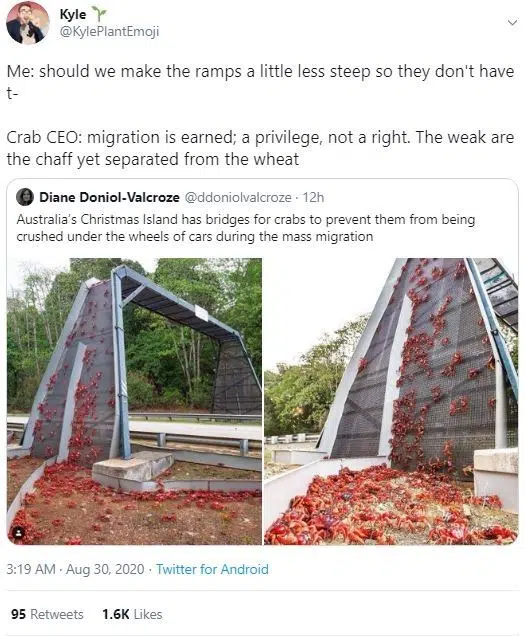 Kyle
@KylePlantEmoji
Me: should we make the ramps a little less steep so they don't have
t-
Crab CEO: migration is earned; a privilege, not a right. The weak are
the chaff yet separated from the wheat
Diane Doniol-Valcroze @ddoniolvalcroze · 12h
Australia's Christmas Island has bridges for crabs to prevent them from being
crushed under the wheels of cars during the mass migration
3:19 AM · Aug 30, 2020 · Twitter for Android
95 Retweets 1.6K Likes